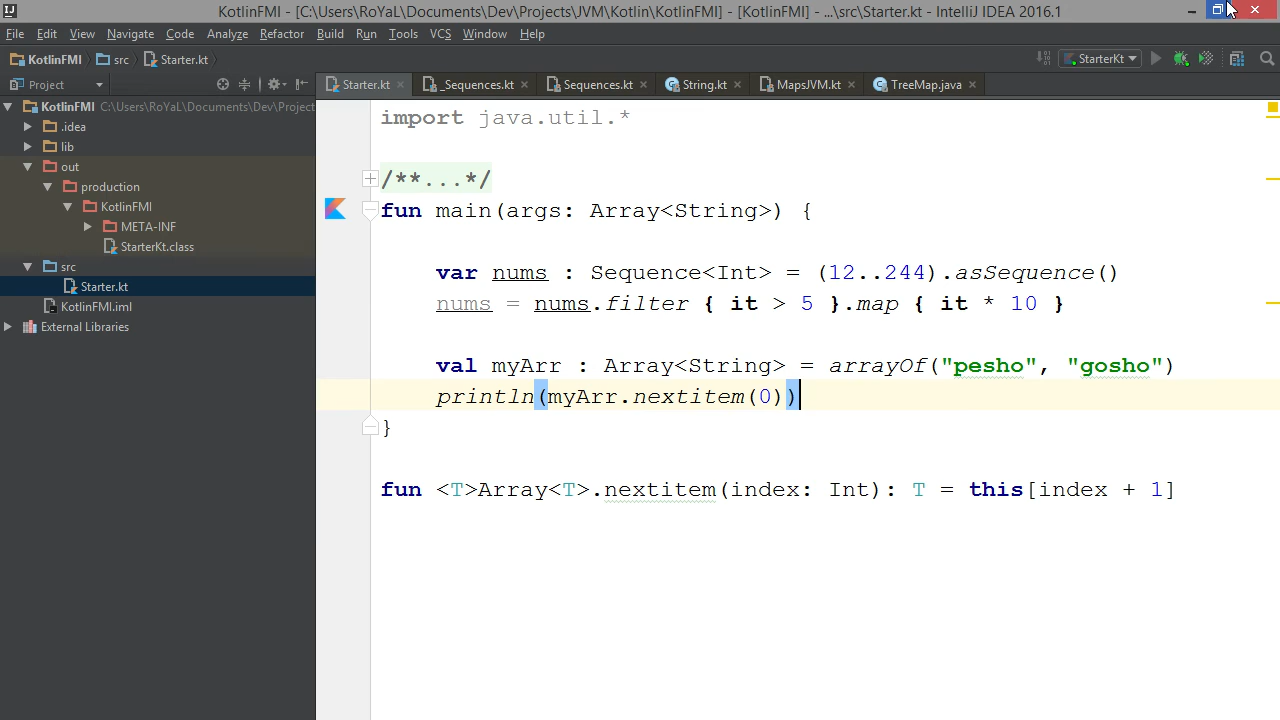 KotlinFMI - [C:\Users\RoYaL\Documents\Dev\Projects\JVM\Kotlin\KotlinFMI] - [KotlinFMI] - ...\src\Starter.kt - IntelliJ IDEA 2016.1
File Edit View Navigate Code Analyze Refactor Build Run Tools VCS Window Help
KotlinFMI src Starter.kt StarterKt
Project
Starter.kt _Sequences.kt Sequences.kt String.kt MapsJVM.kt TreeMap.java
KotlinFMI C:\Users\RoYaL\Documents\Dev\Project
.idea
lib
out
production
KotlinFMI
META-INF
StarterKt.class
src
Starter.kt
KotlinFMI.iml
External Libraries
import java.util.*
/**...*/
fun main(args: Array<String>) {
var nums : Sequence<Int> = (12..244).asSequence()
nums = nums.filter { it > 5 }.map { it * 10 }
val myArr : Array<String> = arrayOf("pesho", "gosho")
println(myArr.nextitem(0))
}
fun <T>Array<T>.nextitem(index: Int): T = this[index + 1]